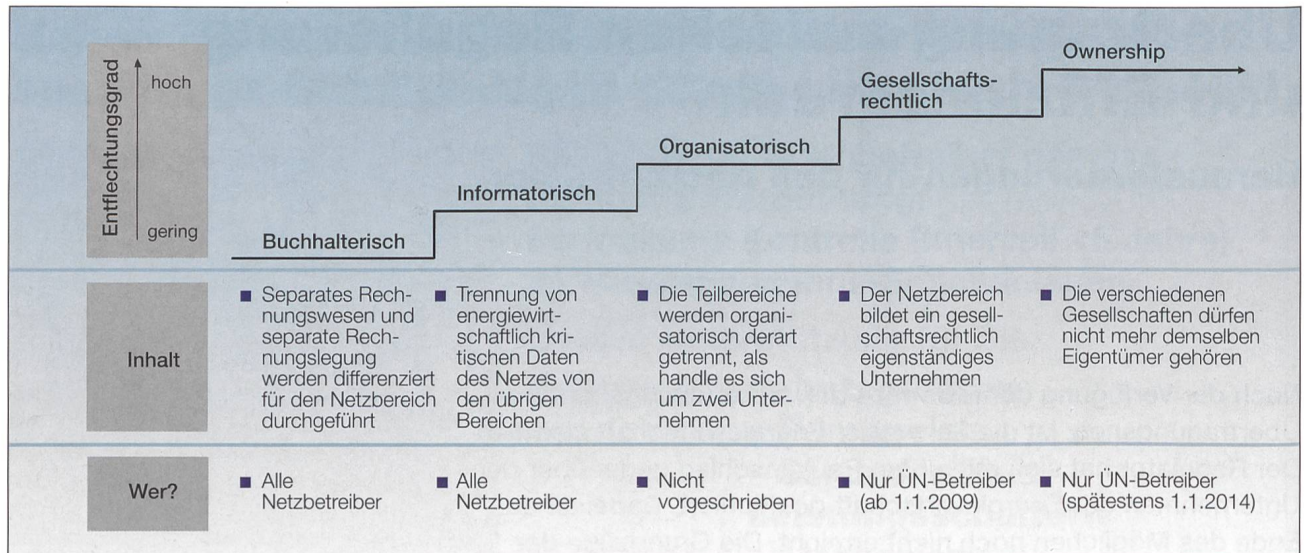 Entflechtungsgrad
hoch
gering
Buchhalterisch
Informatorisch
Organisatorisch
Gesellschafts-
rechtlich
Ownership
Inhalt
Separates Rech-
nungswesen und
separate Rech-
nungslegung
werden differenziert
für den Netzbereich
durchgeführt
Trennung von
energiewirt-
schaftlich kri-
tischen Daten
des Netzes von
den übrigen
Bereichen
Die Teilbereiche
werden organi-
satorisch derart
getrennt, als
handle es sich
um zwei Unter-
nehmen
Der Netzbereich
bildet ein gesell-
schaftsrechtlich
eigenständiges
Unternehmen
Die verschiedenen
Gesellschaften dürfen
nicht mehr demselben
Eigentümer gehören
Wer?
Alle
Netzbetreiber
Alle
Netzbetreiber
Nicht
vorgeschrieben
Nur ÜN-Betreiber
(ab 1.1.2009)
Nur ÜN-Betreiber
(spätestens 1.1.2014)